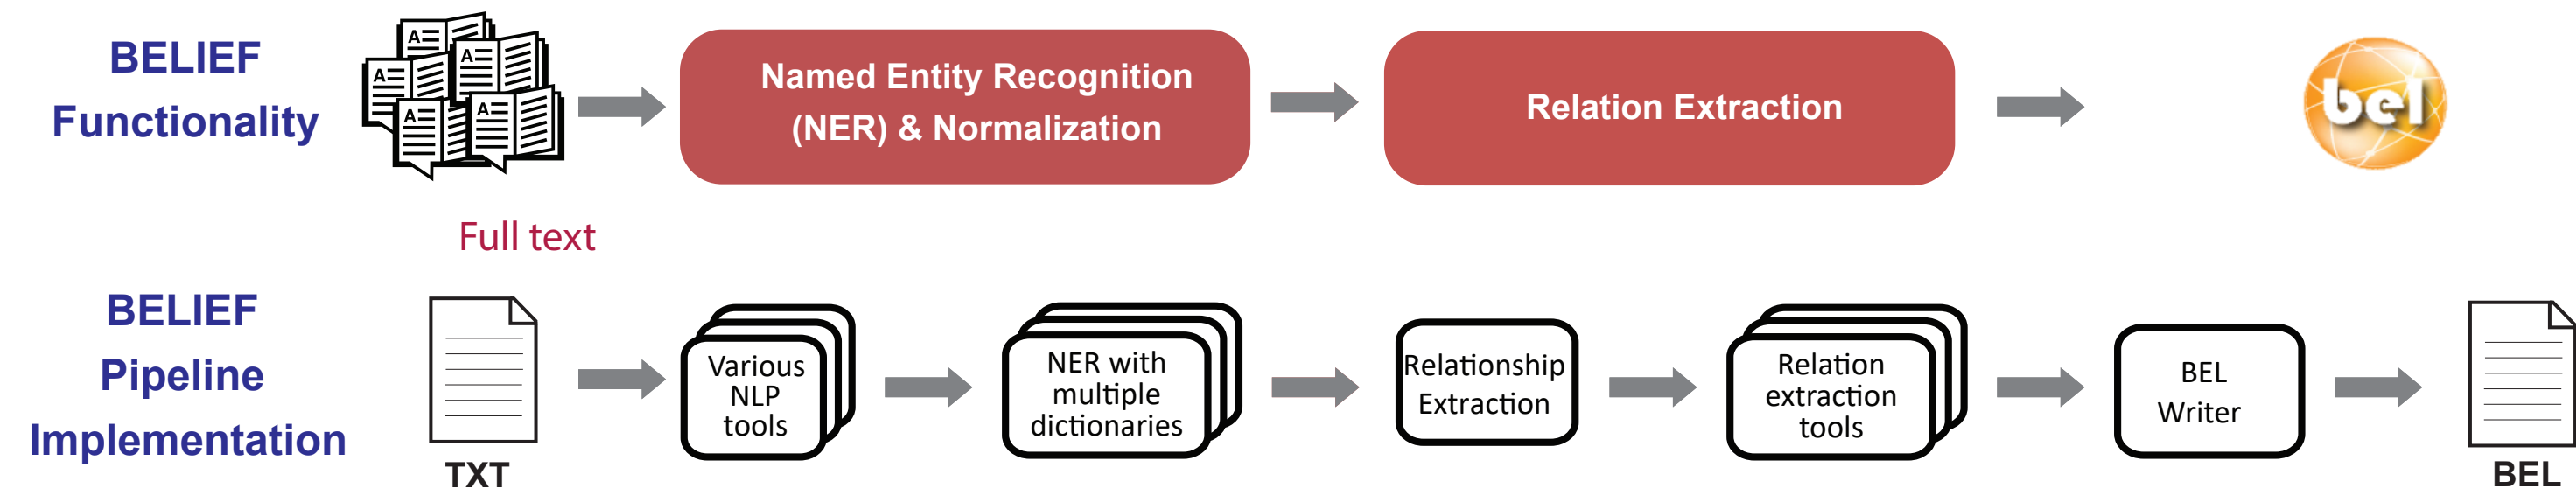 BELIEF
Functionality
A
A
A
A
A
Named Entity Recognition
(NER) & Normalization
Relation Extraction
bel
Full text
BELIEF
Pipeline
Implementation
TXT
Various
NLP
tools
NER with
multiple
dictionaries
Relationship
Extraction
Relation
extraction
tools
BEL
Writer
BEL